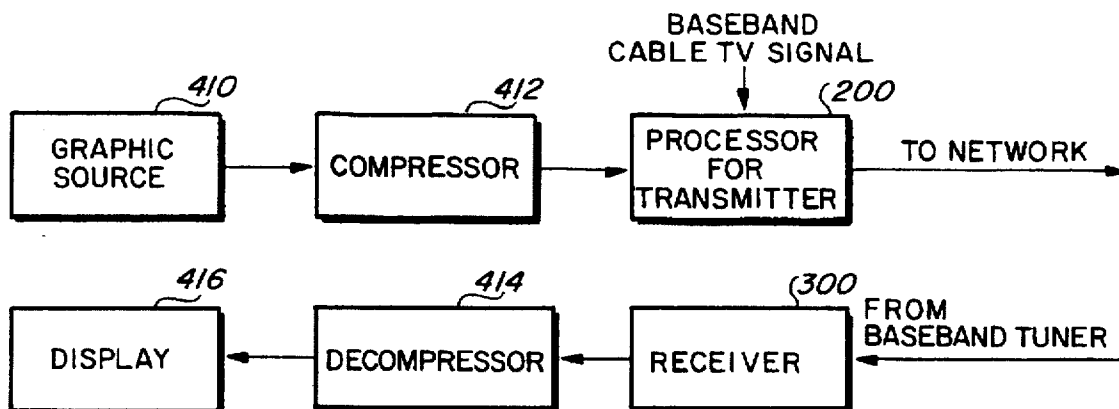 BASEBAND
CABLE TV SIGNAL
410
412
200
GRAPHIC
SOURCE
COMPRESSOR
PROCESSOR
FOR
TRANSMITTER
TO NETWORK
416
414
300
FROM
BASEBAND TUNER
DISPLAY
DECOMPRESSOR
RECEIVER